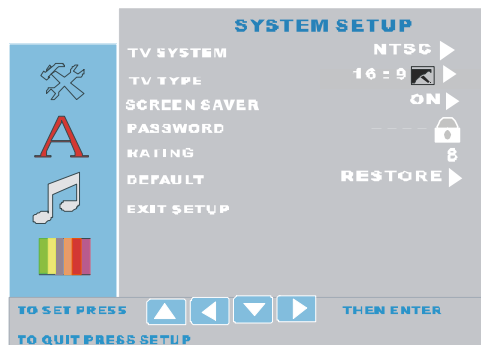 SYSTEM SETUP
TV SYSTEM NTSC
TV TYPE 16:9
SCREEN SAVER ON
PASSWORD ----
RATING 8
DEFAULT RESTORE
EXIT SETUP
A
TO SET PRESS THEN ENTER
TO QUIT PRESS SETUP